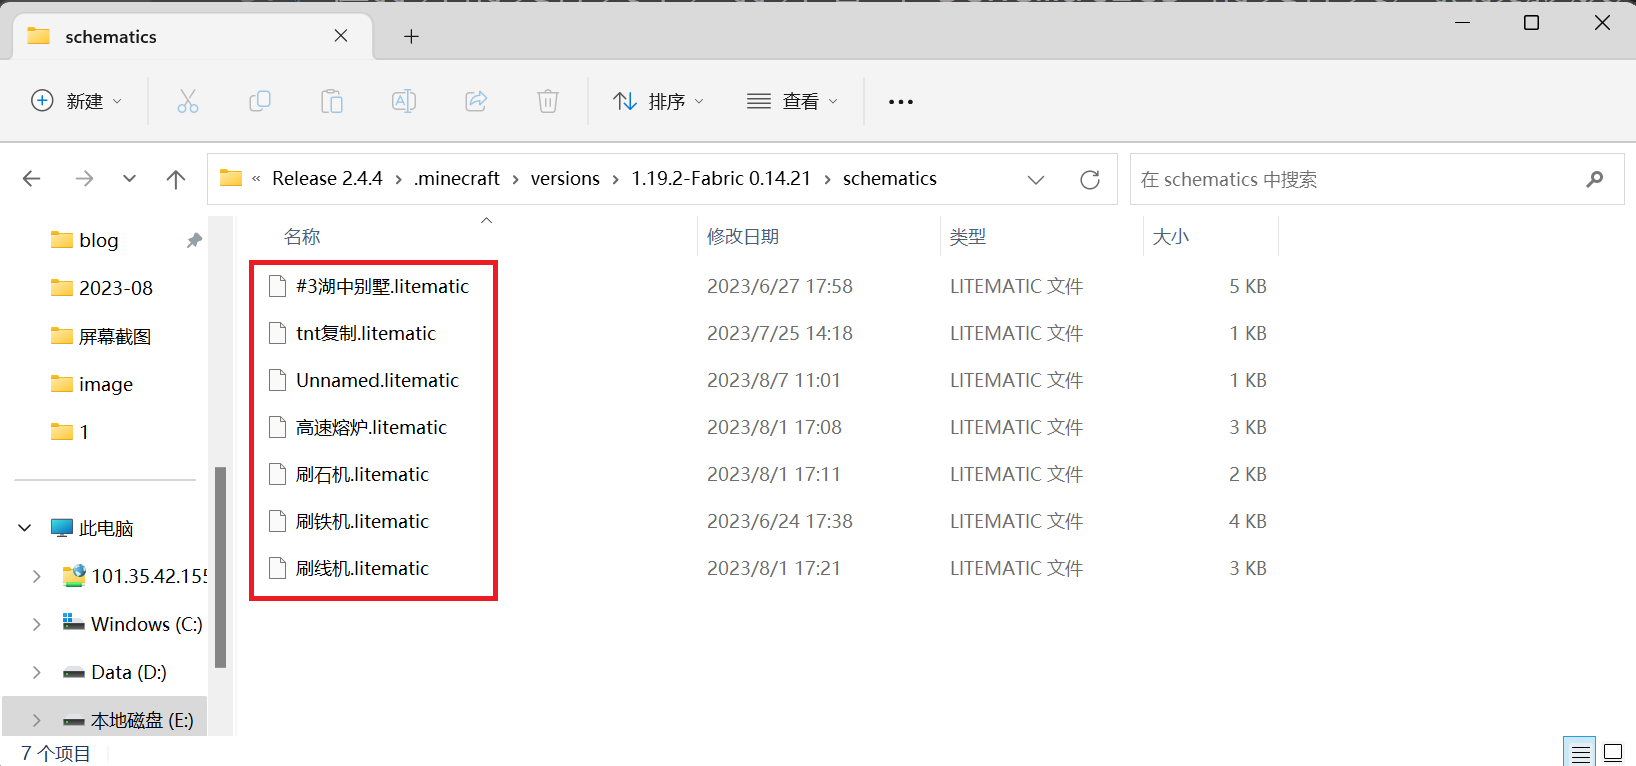 schematics
新建
排序
查看
« Release 2.4.4 › .minecraft › versions › 1.19.2-Fabric 0.14.21 › schematics
在 schematics 中搜索
blog
2023-08
屏幕截图
image
1
此电脑
101.35.42.155
Windows (C:)
Data (D:)
本地磁盘 (E:)
名称 修改日期 类型 大小
#3湖中别墅.litematic 2023/6/27 17:58 LITEMATIC 文件 5 KB
tnt复制.litematic 2023/7/25 14:18 LITEMATIC 文件 1 KB
Unnamed.litematic 2023/8/7 11:01 LITEMATIC 文件 1 KB
高速熔炉.litematic 2023/8/1 17:08 LITEMATIC 文件 3 KB
刷石机.litematic 2023/8/1 17:11 LITEMATIC 文件 2 KB
刷铁机.litematic 2023/6/24 17:38 LITEMATIC 文件 4 KB
刷线机.litematic 2023/8/1 17:21 LITEMATIC 文件 3 KB
7 个项目